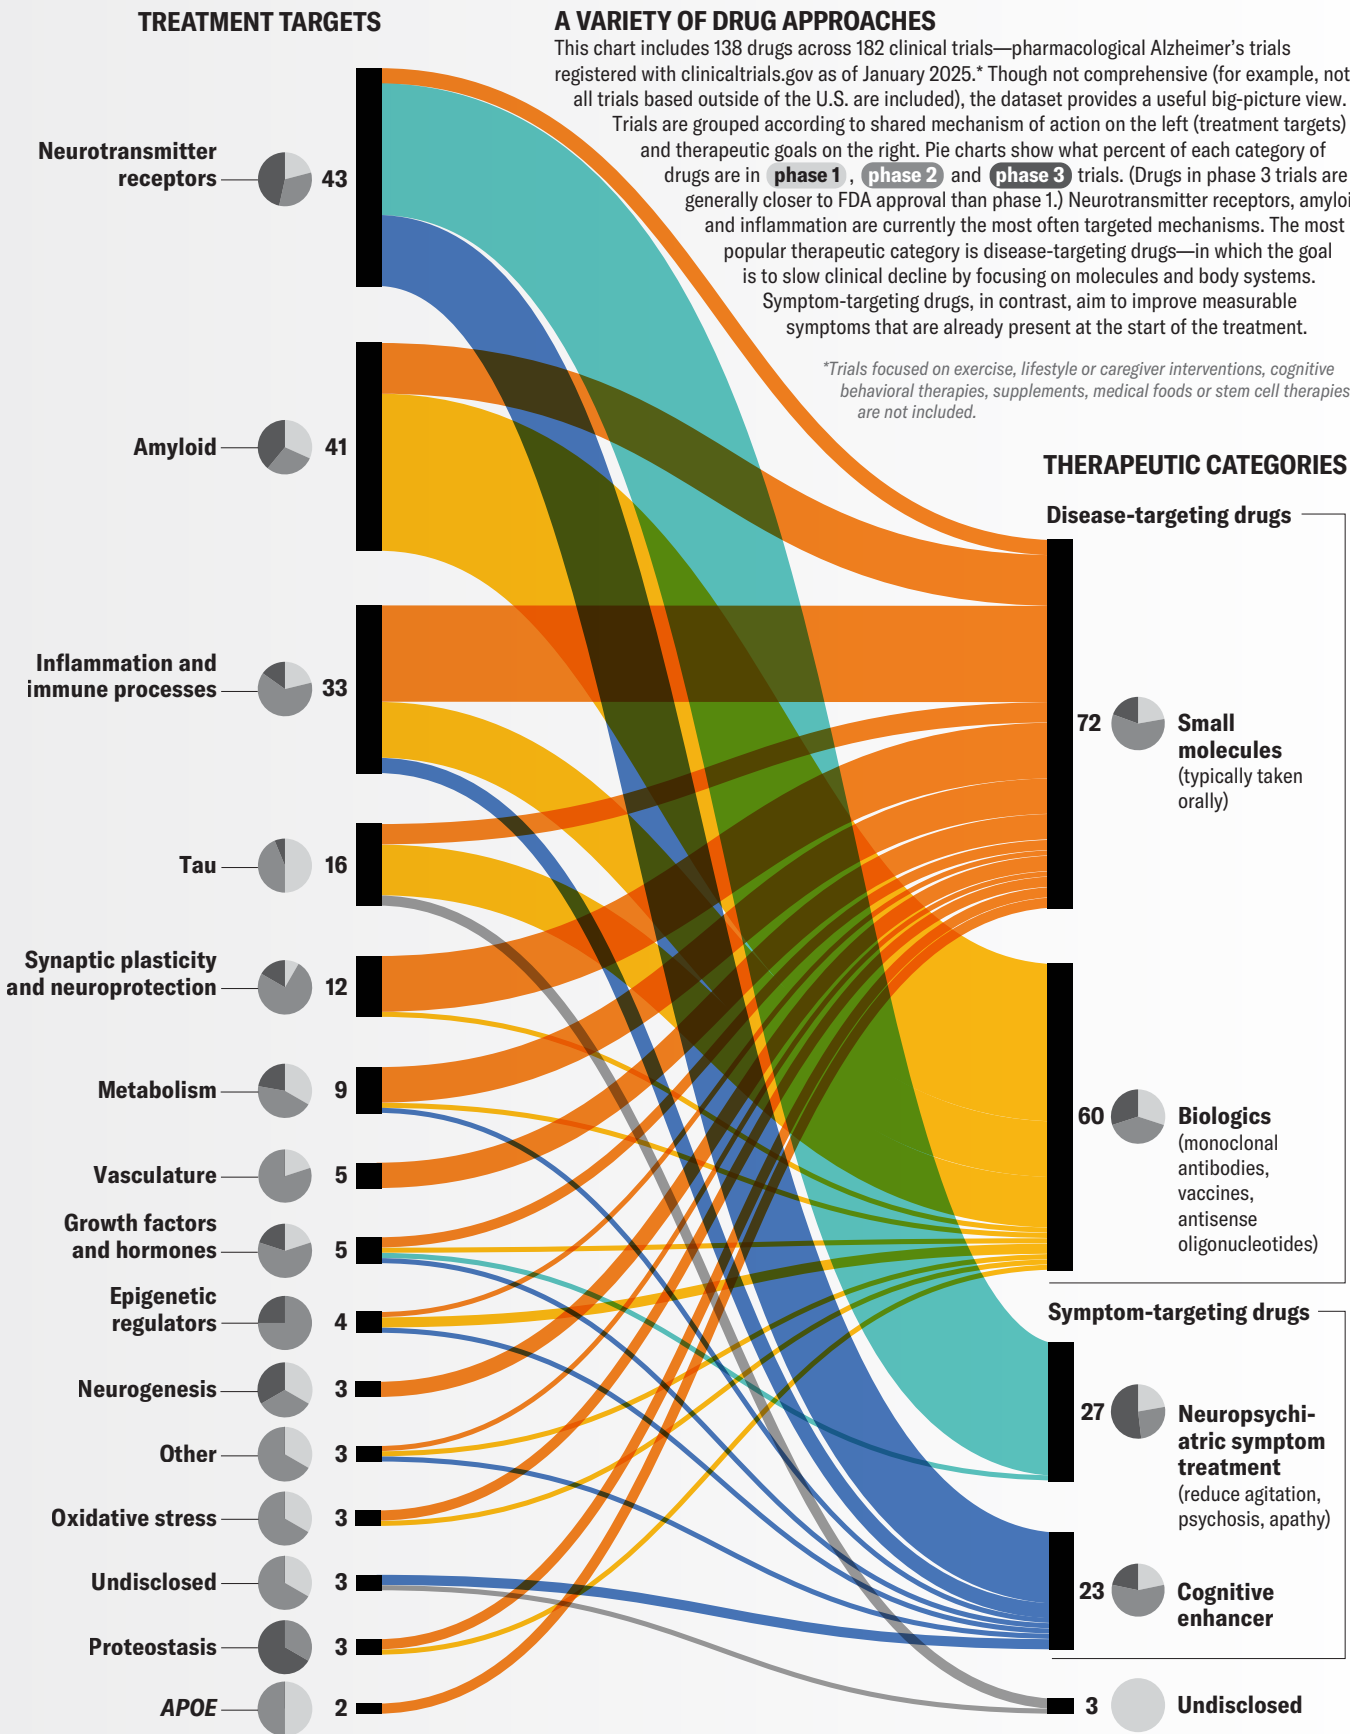 TREATMENT TARGETS
A VARIETY OF DRUG APPROACHES
This chart includes 138 drugs across 182 clinical trials—pharmacological Alzheimer’s trials
registered with clinicaltrials.gov as of January 2025.* Though not comprehensive (for example, not
all trials based outside of the U.S. are included), the dataset provides a useful big-picture view.
Trials are grouped according to shared mechanism of action on the left (treatment targets)
and therapeutic goals on the right. Pie charts show what percent of each category of
drugs are in phase 1, phase 2 and phase 3 trials. (Drugs in phase 3 trials are
generally closer to FDA approval than phase 1.) Neurotransmitter receptors, amyloi
and inflammation are currently the most often targeted mechanisms. The most
popular therapeutic category is disease-targeting drugs—in which the goal
is to slow clinical decline by focusing on molecules and body systems.
Symptom-targeting drugs, in contrast, aim to improve measurable
symptoms that are already present at the start of the treatment.
*Trials focused on exercise, lifestyle or caregiver interventions, cognitive
behavioral therapies, supplements, medical foods or stem cell therapies
are not included.
Neurotransmitter
receptors 43
Amyloid 41
Inflammation and
immune processes 33
Tau 16
Synaptic plasticity
and neuroprotection 12
Metabolism 9
Vasculature 5
Growth factors
and hormones 5
Epigenetic
regulators 4
Neurogenesis 3
Other 3
Oxidative stress 3
Undisclosed 3
Proteostasis 3
APOE 2
THERAPEUTIC CATEGORIES
Disease-targeting drugs
72 Small
molecules
(typically taken
orally)
60 Biologics
(monoclonal
antibodies,
vaccines,
antisense
oligonucleotides)
Symptom-targeting drugs
27 Neuropsychi-
atric symptom
treatment
(reduce agitation,
psychosis, apathy)
23 Cognitive
enhancer
3 Undisclosed